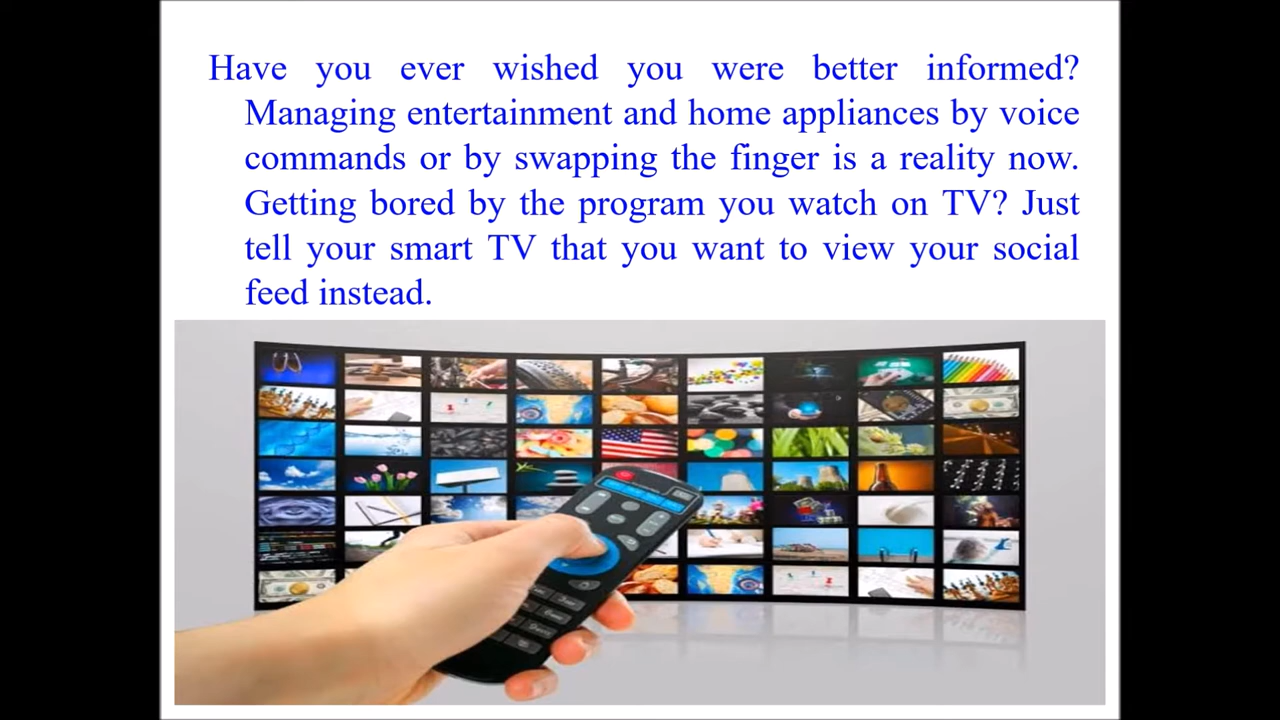 Have you ever wished you were better informed?
Managing entertainment and home appliances by voice
commands or by swapping the finger is a reality now.
Getting bored by the program you watch on TV? Just
tell your smart TV that you want to view your social
feed instead.